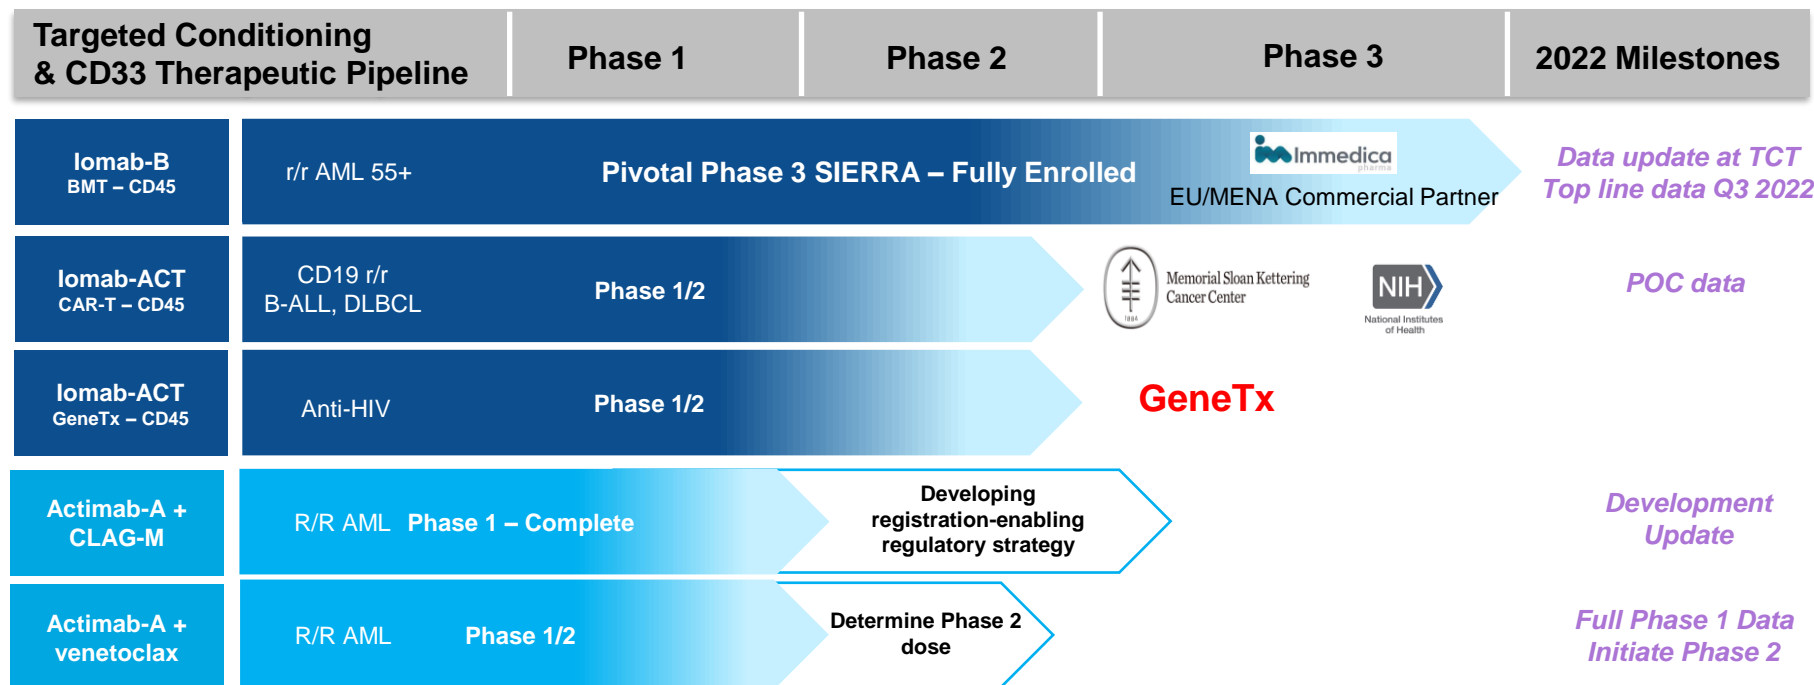 Targeted Conditioning
& CD33 Therapeutic Pipeline
Phase 1
Phase 2
Phase 3
2022 Milestones
Iomab-B
BMT – CD45
r/r AML 55+
Pivotal Phase 3 SIERRA – Fully Enrolled
Immedica
pharma
EU/MENA Commercial Partner
Data update at TCT
Top line data Q3 2022
Iomab-ACT
CAR-T – CD45
CD19 r/r
B-ALL, DLBCL
Phase 1/2
1884
Memorial Sloan Kettering
Cancer Center
NIH
National Institutes
of Health
POC data
Iomab-ACT
GeneTx – CD45
Anti-HIV
Phase 1/2
GeneTx
Actimab-A +
CLAG-M
R/R AML
Phase 1 – Complete
Developing
registration-enabling
regulatory strategy
Development
Update
Actimab-A +
venetoclax
R/R AML
Phase 1/2
Determine Phase 2
dose
Full Phase 1 Data
Initiate Phase 2